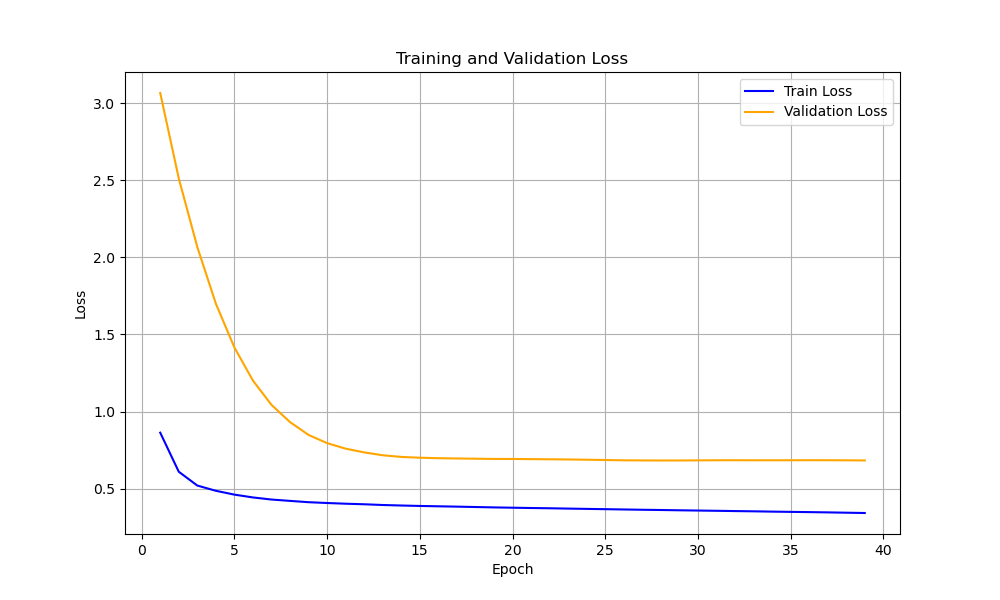 Training and Validation Loss
Train Loss
Validation Loss
3.0
2.5
2.0
1.5
1.0
0.5
Loss
0 5 10 15 20 25 30 35 40
Epoch